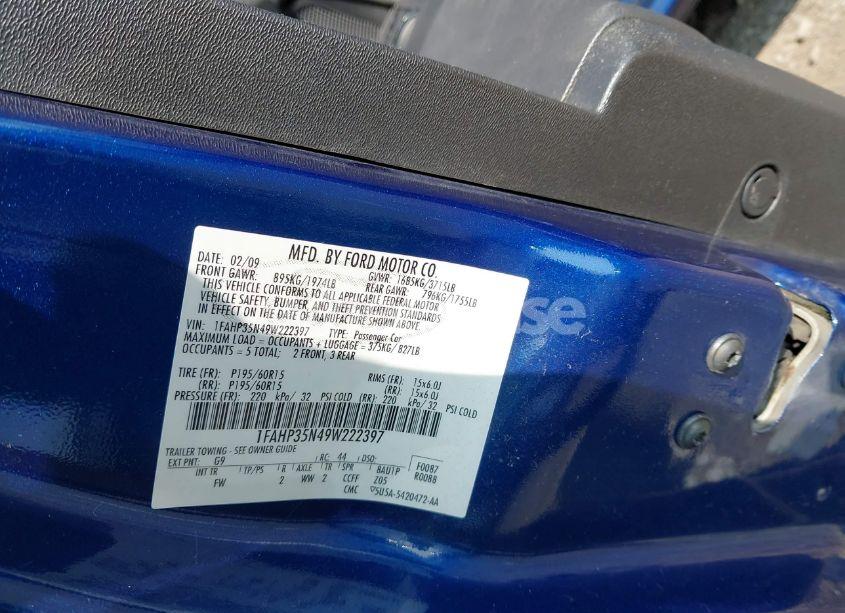 MFD. BY FORD MOTOR CO.
DATE: 02/09 GVWR: 1685KG/3715LB
FRONT GAWR: 895KG/1974LB REAR GAWR: 796KG/1755LB
THIS VEHICLE CONFORMS TO ALL APPLICABLE FEDERAL MOTOR
VEHICLE SAFETY, BUMPER, AND THEFT PREVENTION STANDARDS
IN EFFECT ON THE DATE OF MANUFACTURE SHOWN ABOVE.
VIN: 1FAHP35N49W222397 TYPE: Passenger Car
MAXIMUM LOAD = OCCUPANTS + LUGGAGE = 375KG/ 827LB
OCCUPANTS = 5 TOTAL: 2 FRONT, 3 REAR
TIRE (FR): P195/60R15 RIMS (FR): 15x6.0J
(RR): P195/60R15 (RR): 15x6.0J
PRESSURE (FR): 220 kPa/ 32 PSI COLD (RR): 220 kPa/ 32 PSI COLD
1FAHP35N49W222397
TRAILER TOWING - SEE OWNER GUIDE
EXT PNT: G9 RC: 44 DSO: F0087
R0088
INT TR TP/PS R AXLE TR SPR BAUTP
FW 2 WW 2 CCFF Z05
CMC ▽5U5A-5420472-AA
se